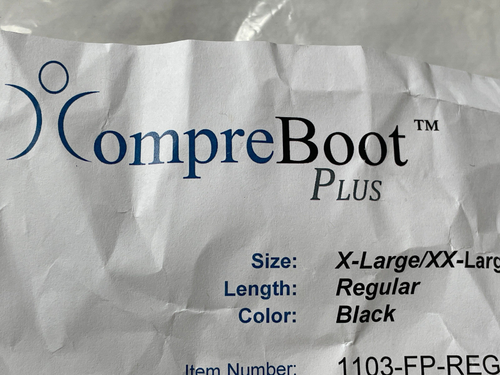 CompreBoot™
PLUS
Size: X-Large/XX-Larg
Length: Regular
Color: Black
Item Number: 1103-FP-REG